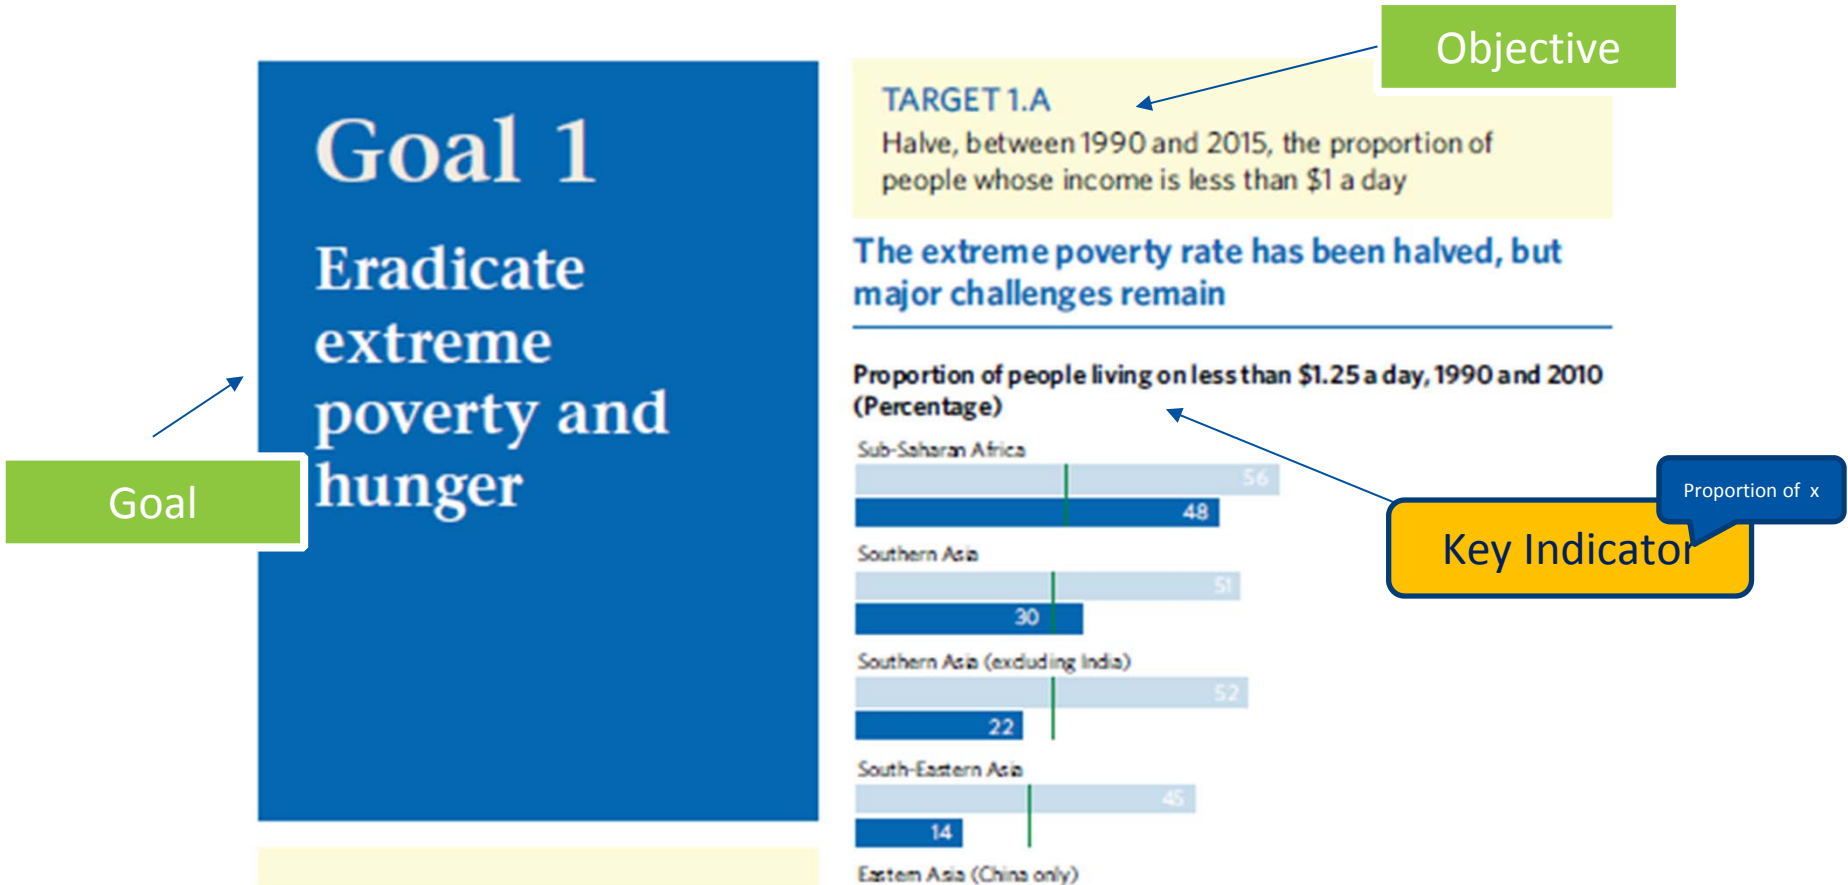 Objective
Goal 1
Eradicate
extreme
poverty and
hunger
Goal
TARGET 1.A
Halve, between 1990 and 2015, the proportion of
people whose income is less than $1 a day
The extreme poverty rate has been halved, but
major challenges remain
Proportion of people living on less than $1.25 a day, 1990 and 2010
(Percentage)
Sub-Saharan Africa
56
48
Southern Asia
51
30
Southern Asia (excluding India)
52
22
South-Eastern Asia
45
14
Eastern Asia (China only)
Proportion of x
Key Indicator